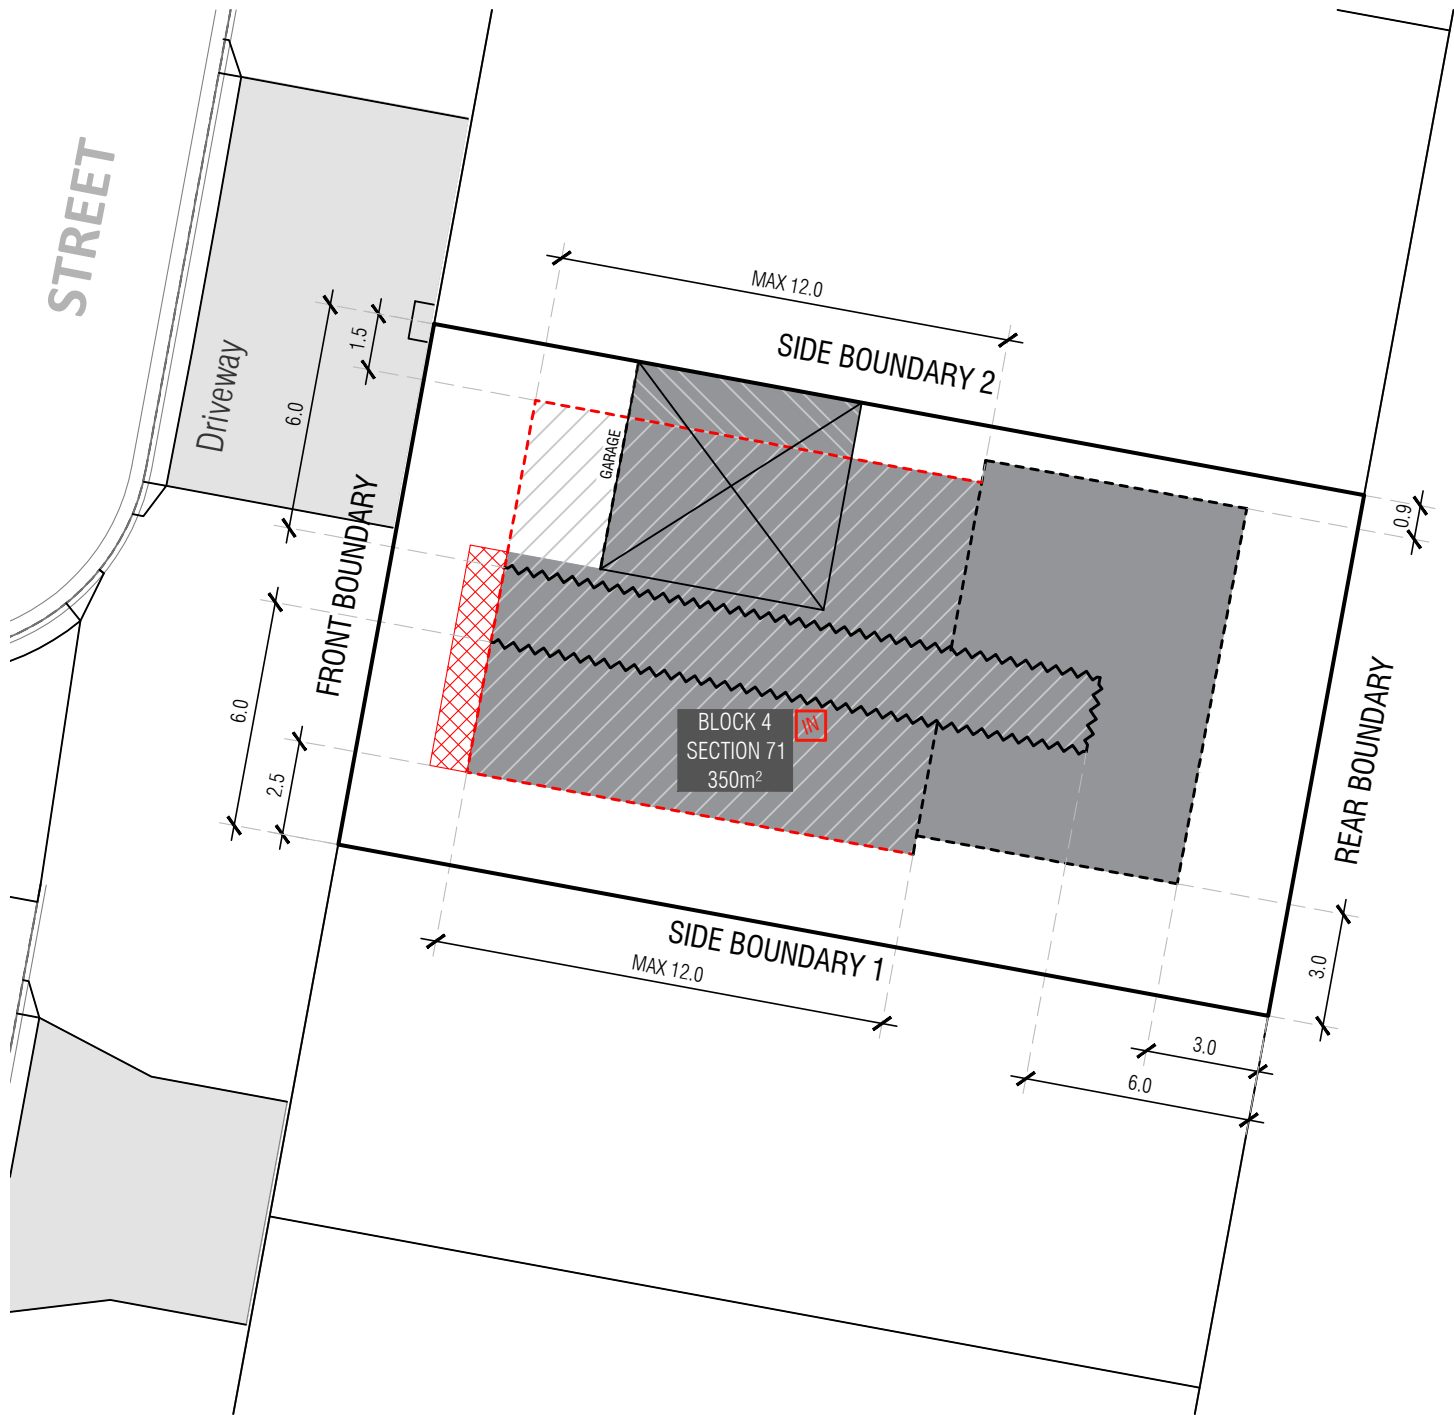 STREET
Driveway
MAX 12.0
SIDE BOUNDARY 2
1.5
6.0
GARAGE
FRONT BOUNDARY
0.9
6.0
2.5
BLOCK 4
SECTION 71
350m²
IN
REAR BOUNDARY
SIDE BOUNDARY 1
MAX 12.0
3.0
3.0
6.0